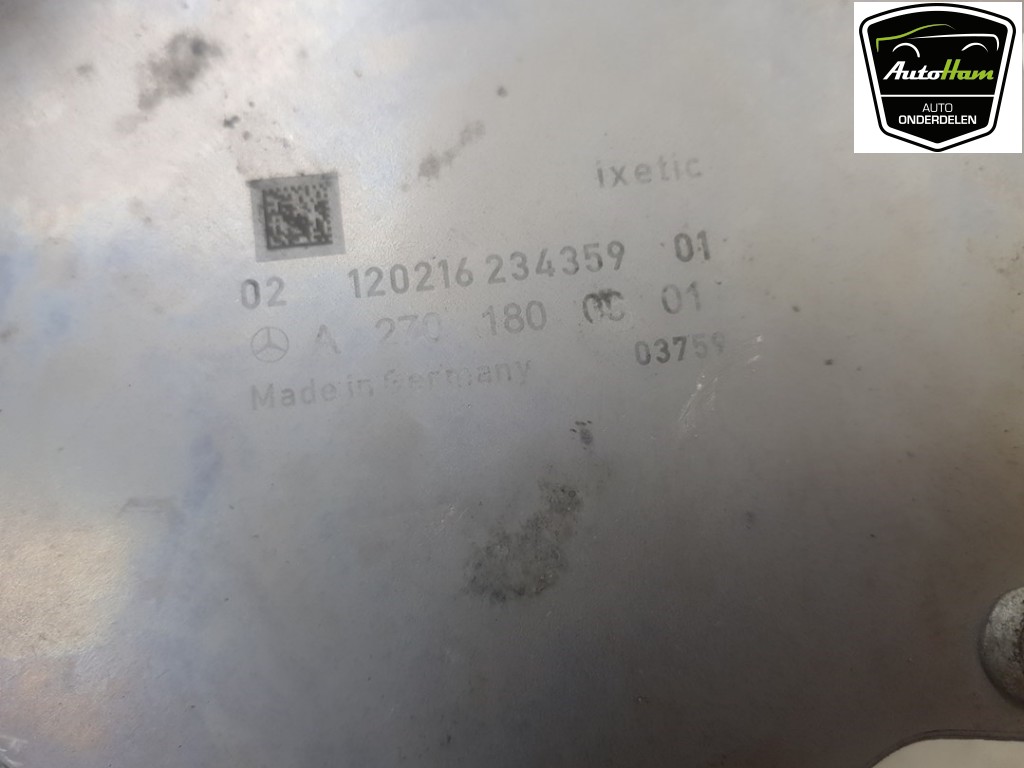 AutoHam
AUTO
ONDERDELEN
ixetic
02 120216 234359 01
A 270 180 01
03759
Made in Germany